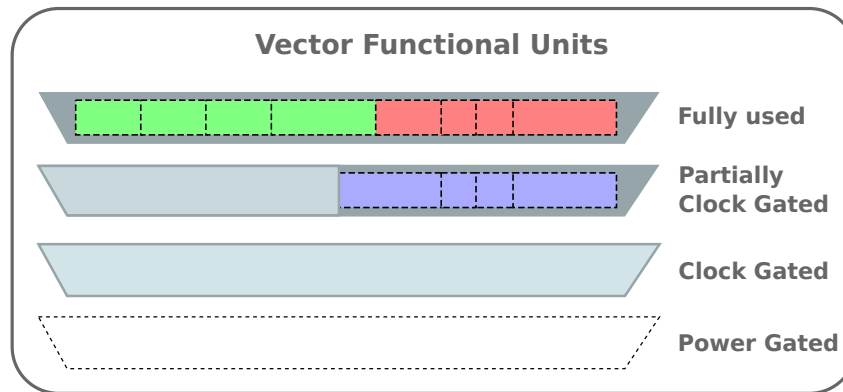 Vector Functional Units
Fully used
Partially
Clock Gated
Clock Gated
Power Gated